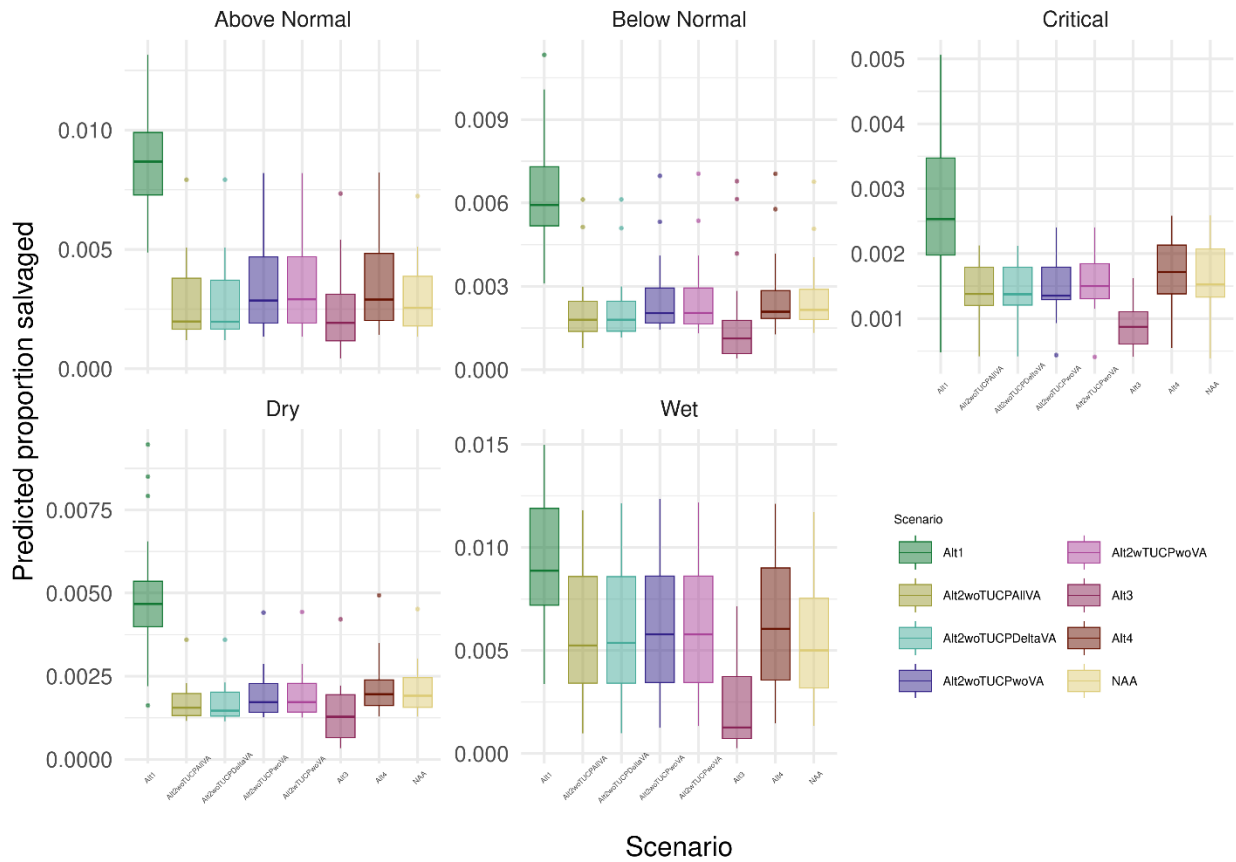 Above Normal
Below Normal
Critical
0.010
0.005
0.000
0.009
0.006
0.003
0.000
0.005
0.004
0.003
0.002
0.001
Alt1
Alt2woTUCPAllVA
Alt2woTUCPDeltaVA
Alt2woTUCPwoVA
Alt2wTUCPwoVA
Alt3
Alt4
NAA
Predicted proportion salvaged
Dry
Wet
0.0075
0.0050
0.0025
0.0000
0.015
0.010
0.005
0.000
Alt1
Alt2woTUCPAllVA
Alt2woTUCPDeltaVA
Alt2woTUCPwoVA
Alt2wTUCPwoVA
Alt3
Alt4
NAA
Alt1
Alt2woTUCPAllVA
Alt2woTUCPDeltaVA
Alt2woTUCPwoVA
Alt2wTUCPwoVA
Alt3
Alt4
NAA
Scenario
Alt1
Alt2woTUCPAllVA
Alt2woTUCPDeltaVA
Alt2woTUCPwoVA
Alt2wTUCPwoVA
Alt3
Alt4
NAA
Scenario